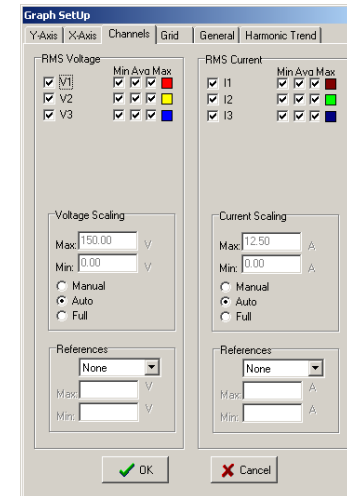 Graph SetUp
Y-Axis X-Axis Channels Grid General Harmonic Trend
RMS Voltage
Min Avg Max
V1
V2
V3
Voltage Scaling
Max: 150.00 V
Min: 0.00 V
Manual
Auto
Full
References
None
Max: V
Min: V
RMS Current
Min Avg Max
I1
I2
I3
Current Scaling
Max: 12.50 A
Min: 0.00 A
Manual
Auto
Full
References
None
Max: A
Min: A
OK
Cancel